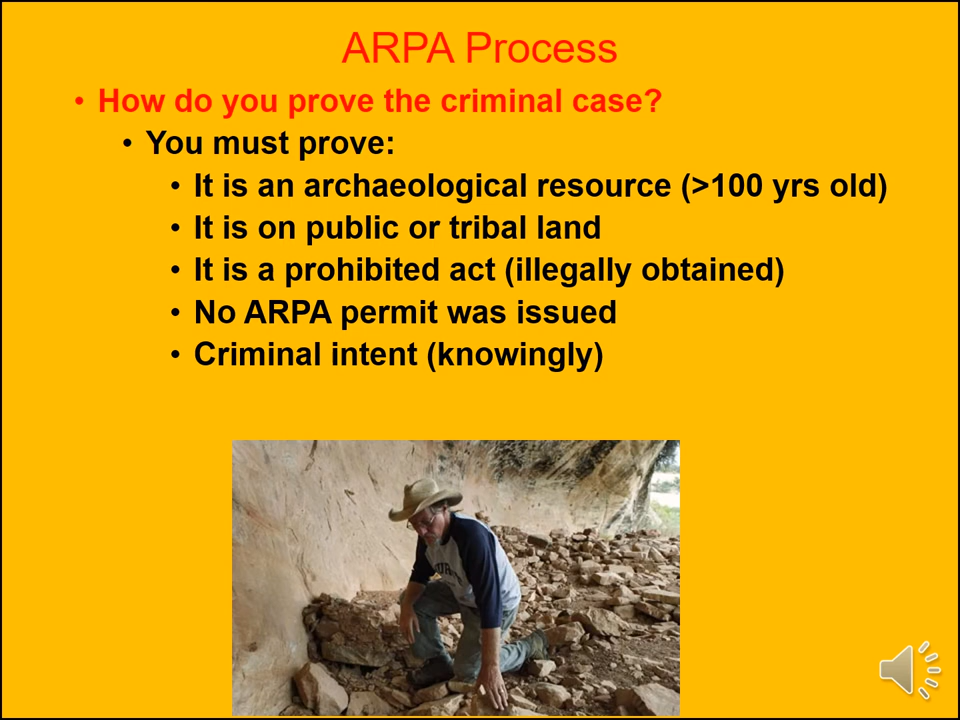 ARPA Process
• How do you prove the criminal case?
• You must prove:
• It is an archaeological resource (>100 yrs old)
• It is on public or tribal land
• It is a prohibited act (illegally obtained)
• No ARPA permit was issued
• Criminal intent (knowingly)